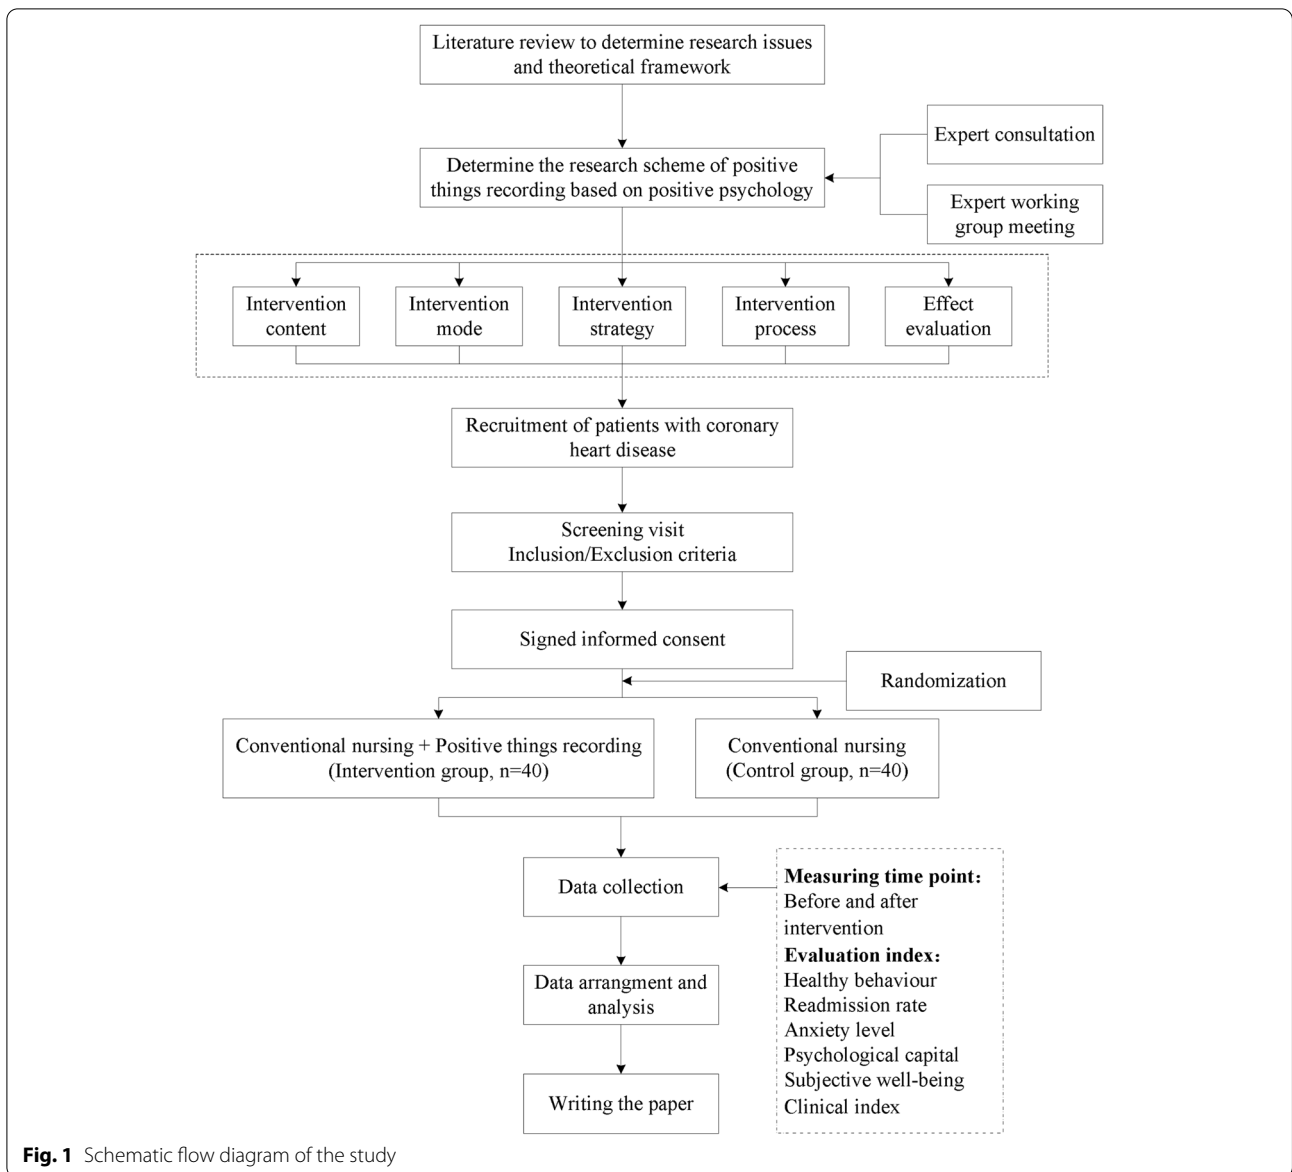 Literature review to determine research issues
and theoretical framework
Expert consultation
Determine the research scheme of positive
things recording based on positive psychology
Expert working
group meeting
Intervention
content
Intervention
mode
Intervention
strategy
Intervention
process
Effect
evaluation
Recruitment of patients with coronary
heart disease
Screening visit
Inclusion/Exclusion criteria
Signed informed consent
Randomization
Conventional nursing + Positive things recording
(Intervention group, n=40)
Conventional nursing
(Control group, n=40)
Data collection
Measuring time point:
Before and after
intervention
Evaluation index:
Healthy behaviour
Readmission rate
Anxiety level
Psychological capital
Subjective well-being
Clinical index
Data arrangment and
analysis
Writing the paper
Fig. 1 Schematic flow diagram of the study